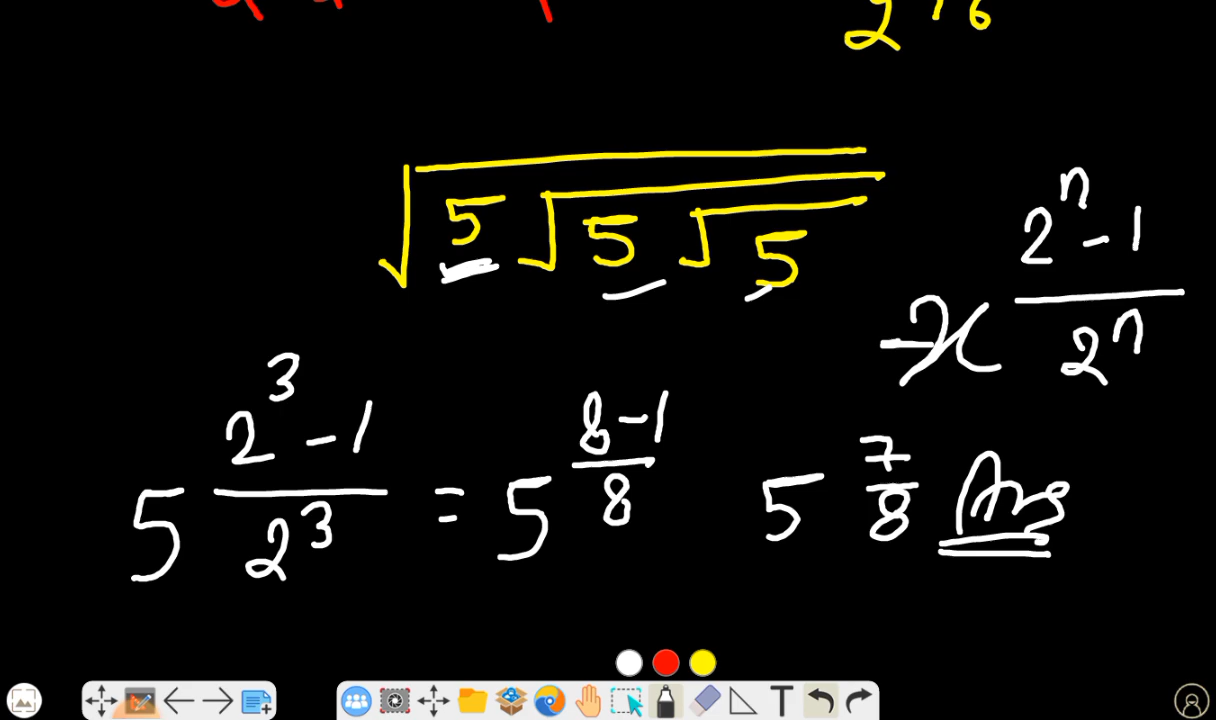 √5√5√5
x^(2^n-1)/(2^n)
5^(2^3-1)/(2^3) = 5^(8-1)/8 5^7/8 Ans
T